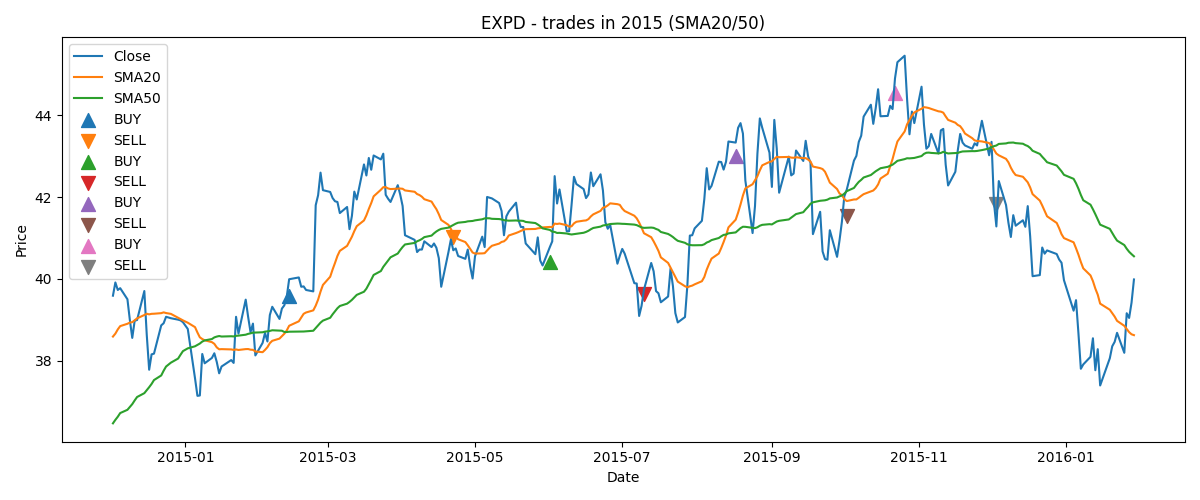 EXPD - trades in 2015 (SMA20/50)
Close
SMA20
SMA50
BUY
SELL
BUY
SELL
BUY
SELL
BUY
SELL
Price
44
42
40
38
2015-01 2015-03 2015-05 2015-07 2015-09 2015-11 2016-01
Date